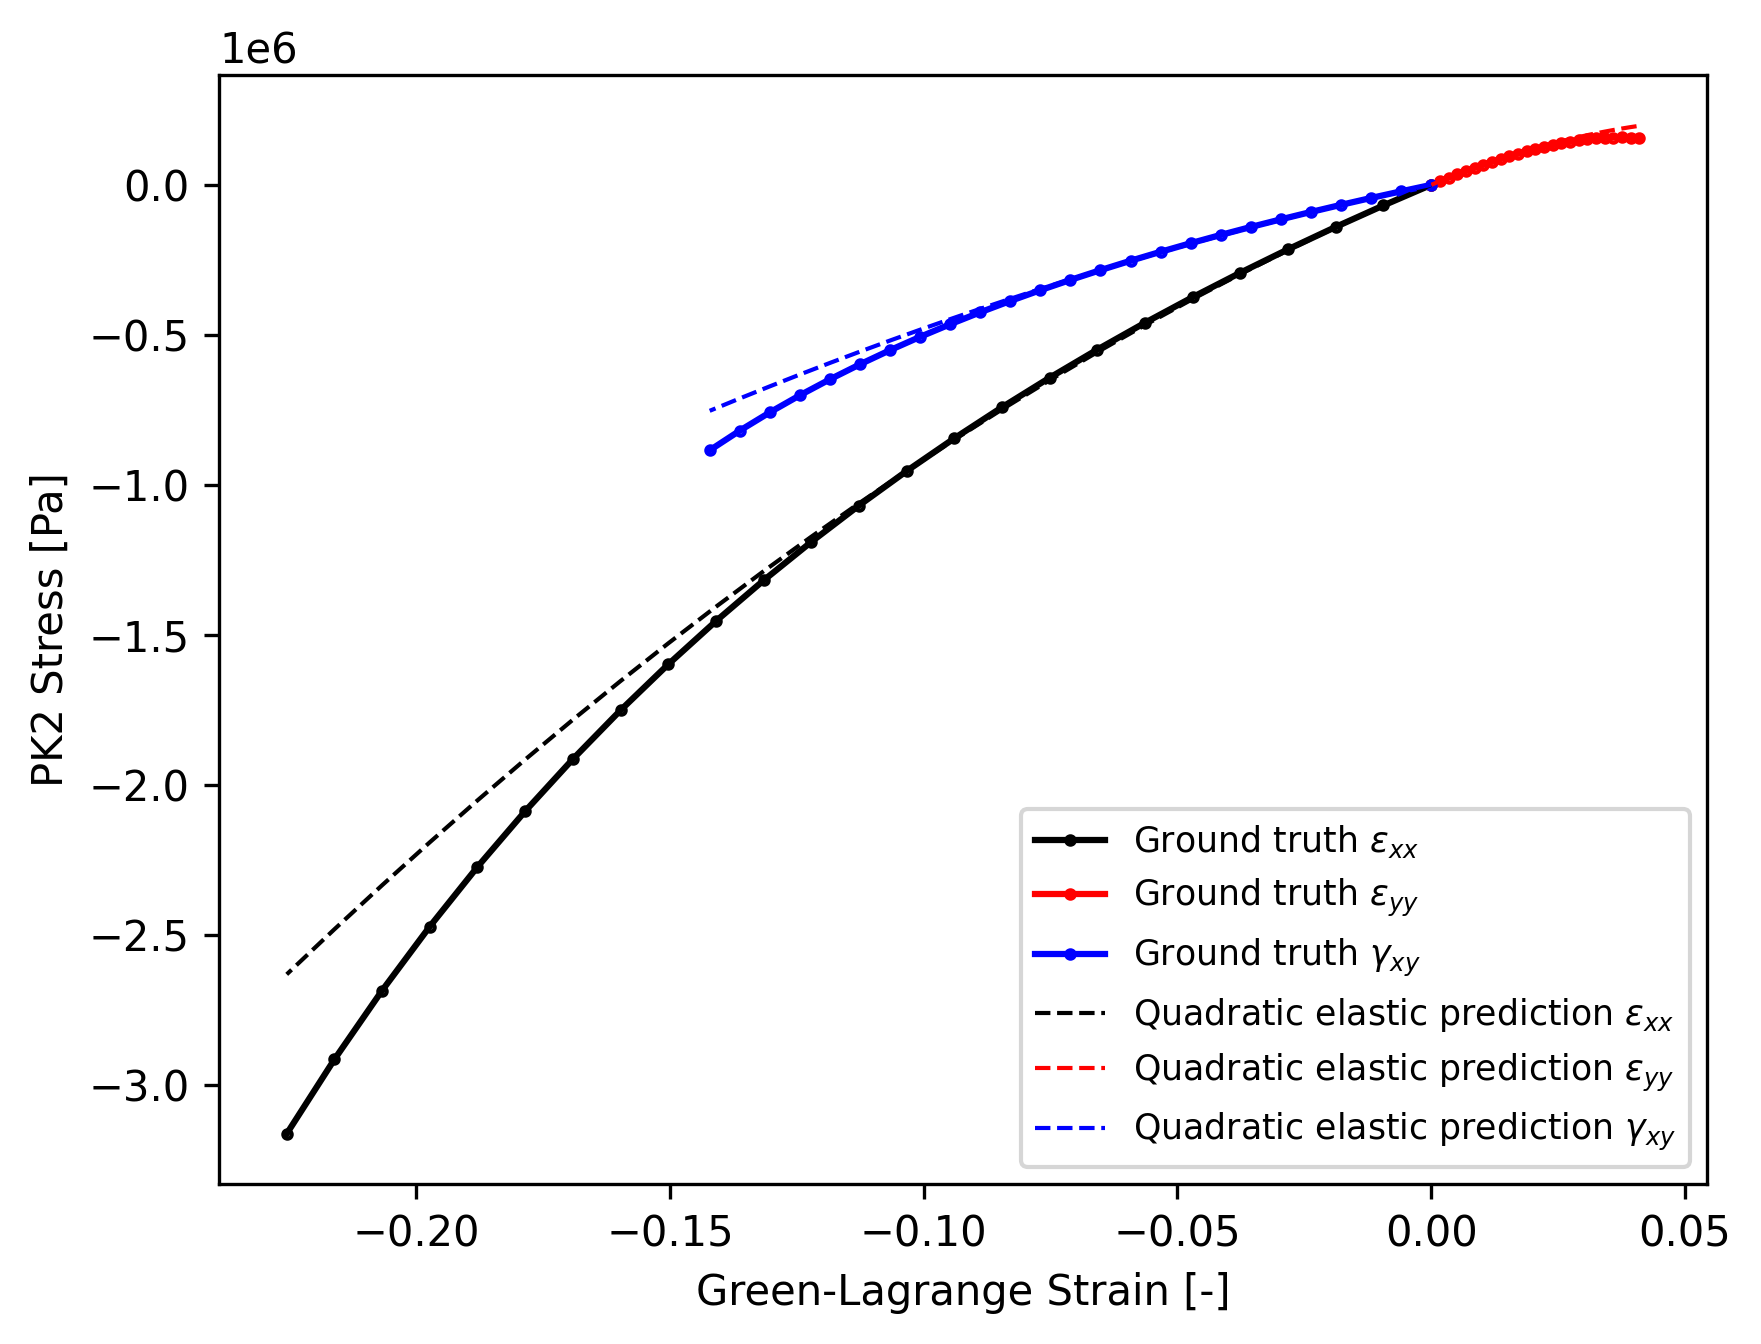 1e6
0.0
−0.5
−1.0
−1.5
−2.0
−2.5
−3.0
PK2 Stress [Pa]
Ground truth εxx
Ground truth εyy
Ground truth γxy
Quadratic elastic prediction εxx
Quadratic elastic prediction εyy
Quadratic elastic prediction γxy
−0.20 −0.15 −0.10 −0.05 0.00 0.05
Green-Lagrange Strain [-]